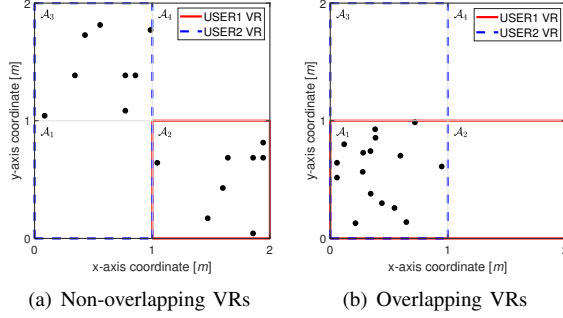 2
𝒜₃
𝒜₄
USER1 VR
USER2 VR
y-axis coordinate [m]
1
𝒜₁
𝒜₂
0
0
1
2
x-axis coordinate [m]
(a) Non-overlapping VRs
2
𝒜₃
𝒜₄
USER1 VR
USER2 VR
y-axis coordinate [m]
1
𝒜₁
𝒜₂
0
0
1
2
x-axis coordinate [m]
(b) Overlapping VRs